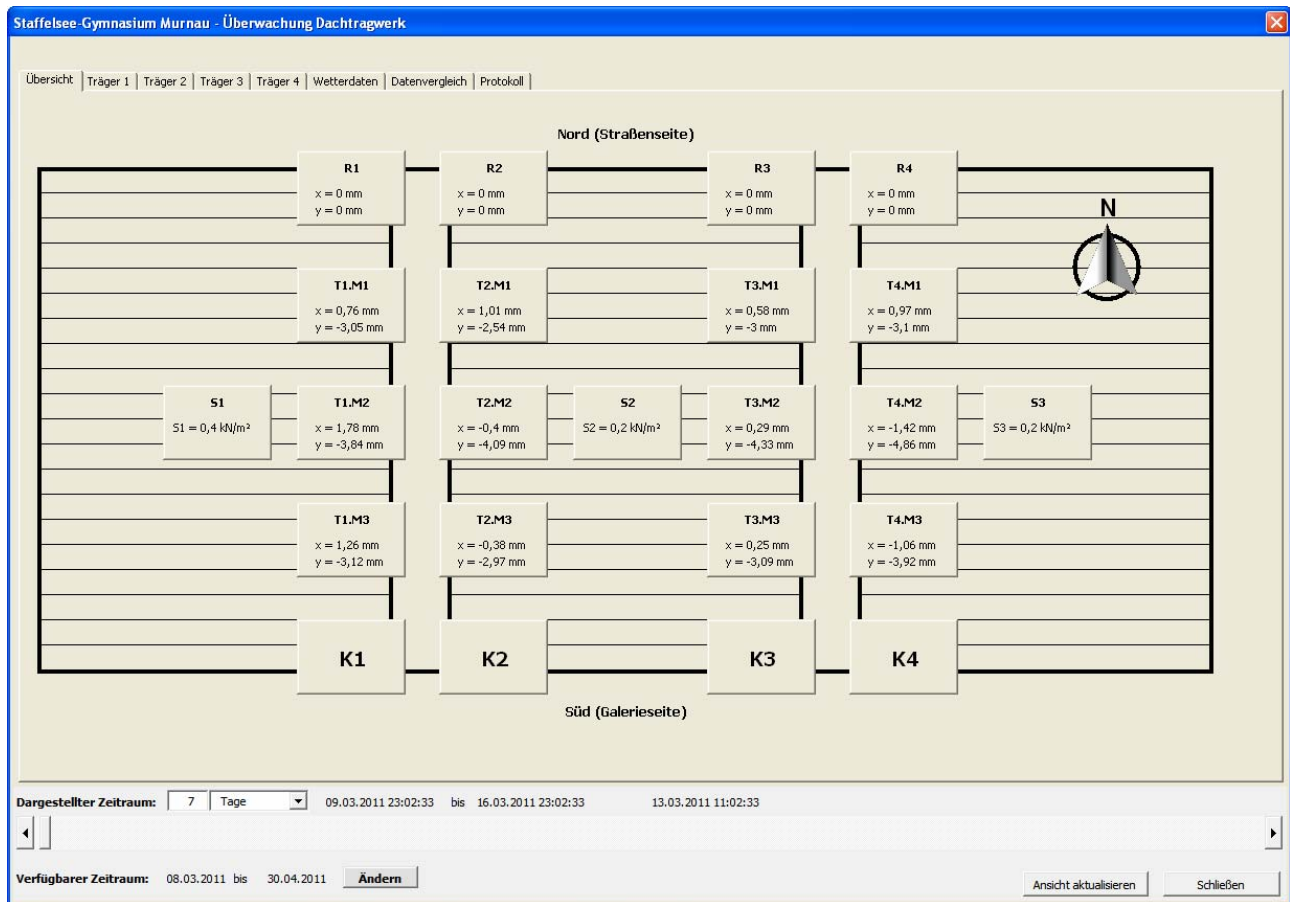 Staffelsee-Gymnasium Murnau - Überwachung Dachtragwerk
Übersicht Träger 1 Träger 2 Träger 3 Träger 4 Wetterdaten Datenvergleich Protokoll
Nord (Straßenseite)
R1
x = 0 mm
y = 0 mm
R2
x = 0 mm
y = 0 mm
R3
x = 0 mm
y = 0 mm
R4
x = 0 mm
y = 0 mm
N
T1.M1
x = 0,76 mm
y = -3,05 mm
T2.M1
x = 1,01 mm
y = -2,54 mm
T3.M1
x = 0,58 mm
y = -3 mm
T4.M1
x = 0,97 mm
y = -3,1 mm
S1
S1 = 0,4 kN/m²
T1.M2
x = 1,78 mm
y = -3,84 mm
T2.M2
x = -0,4 mm
y = -4,09 mm
S2
S2 = 0,2 kN/m²
T3.M2
x = 0,29 mm
y = -4,33 mm
T4.M2
x = -1,42 mm
y = -4,86 mm
S3
S3 = 0,2 kN/m²
T1.M3
x = 1,26 mm
y = -3,12 mm
T2.M3
x = -0,38 mm
y = -2,97 mm
T3.M3
x = 0,25 mm
y = -3,09 mm
T4.M3
x = -1,06 mm
y = -3,92 mm
K1
K2
K3
K4
Süd (Galerieseite)
Dargestellter Zeitraum: 7 Tage 09.03.2011 23:02:33 bis 16.03.2011 23:02:33 13.03.2011 11:02:33
Verfügbarer Zeitraum: 08.03.2011 bis 30.04.2011 Ändern
Ansicht aktualisieren Schließen